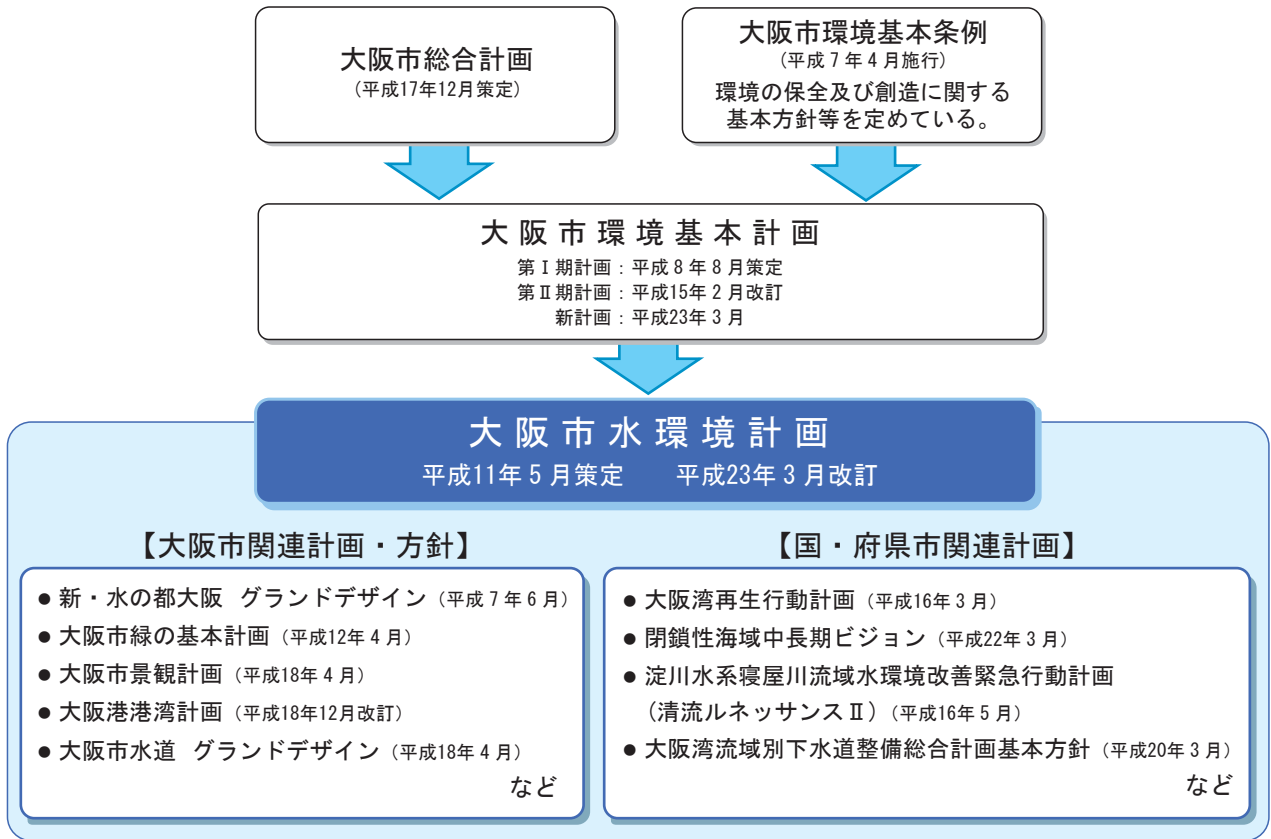 大阪市総合計画
(平成17年12月策定)
大阪市環境基本条例
(平成7年4月施行)
環境の保全及び創造に関する
基本方針等を定めている。
大阪市環境基本計画
第Ⅰ期計画：平成8年8月策定
第Ⅱ期計画：平成15年2月改訂
新計画：平成23年3月
大阪市水環境計画
平成11年5月策定　　平成23年3月改訂
【大阪市関連計画・方針】
● 新・水の都大阪 グランドデザイン（平成7年6月）
● 大阪市緑の基本計画（平成12年4月）
● 大阪市景観計画（平成18年4月）
● 大阪港港湾計画（平成18年12月改訂）
● 大阪市水道 グランドデザイン（平成18年4月）
など
【国・府県市関連計画】
● 大阪湾再生行動計画（平成16年3月）
● 閉鎖性海域中長期ビジョン（平成22年3月）
● 淀川水系寝屋川流域水環境改善緊急行動計画
（清流ルネッサンスⅡ）（平成16年5月）
● 大阪湾流域別下水道整備総合計画基本方針（平成20年3月）
など